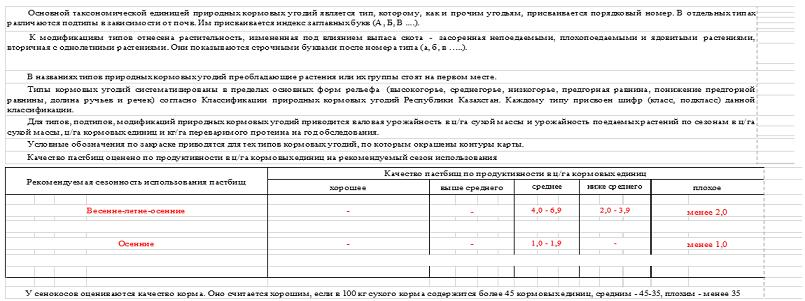 Основной таксономической единицей природных кормовых угодий является тип, которому, как и прочим угодьям, присваивается порядковый номер. В отдельных типах
различаются подтипы в зависимости от почв. Им присваивается индекс заглавных букв (А, Б, В ....).
К модификациям типов отнесена растительность, измененная под влиянием выпаса скота - засоренная непоедаемыми, плохопоедаемыми и ядовитыми растениями,
вторичная с однолетними растениями. Они показываются строчными буквами после номера типа (а, б, в .....).
В названиях типов природных кормовых угодий преобладающие растения или их группы стоят на первом месте.
Типы кормовых угодий систематизированы в пределах основных форм рельефа (высокогорье, среднегорье, низкогорье, предгорная равнина, понижение предгорной
равнины, долина ручьев и речек) согласно Классификации природных кормовых угодий Республики Казахстан. Каждому типу присвоен шифр (класс, подкласс) данной
классификации.
Для типов, подтипов, модификаций природных кормовых угодий приводится валовая урожайность в ц/га сухой массы и урожайность поедаемых растений по сезонам в ц/га
сухой массы, ц/га кормовых единиц и кг/га переваримого протеина на год обследования.
Условные обозначения по закраске приводятся для тех типов кормовых угодий, по которым окрашены контуры карты.
Качество пастбищ оценено по продуктивности в ц/га кормовых единиц на рекомендуемый сезон использования
Рекомендуемая сезонность использования пастбищ
Качество пастбищ по продуктивности в ц/га кормовых единиц
хорошее выше среднего среднее ниже среднего плохое
Весенне-летне-осенние - - 4,0 - 6,9 2,0 - 3,9 менее 2,0
Осенние - - 1,0 - 1,9 - менее 1,0
У сенокосов оцениваются качество корма. Оно считается хорошим, если в 100 кг сухого корма содержится более 45 кормовых единиц, средним - 45-35, плохим - менее 35